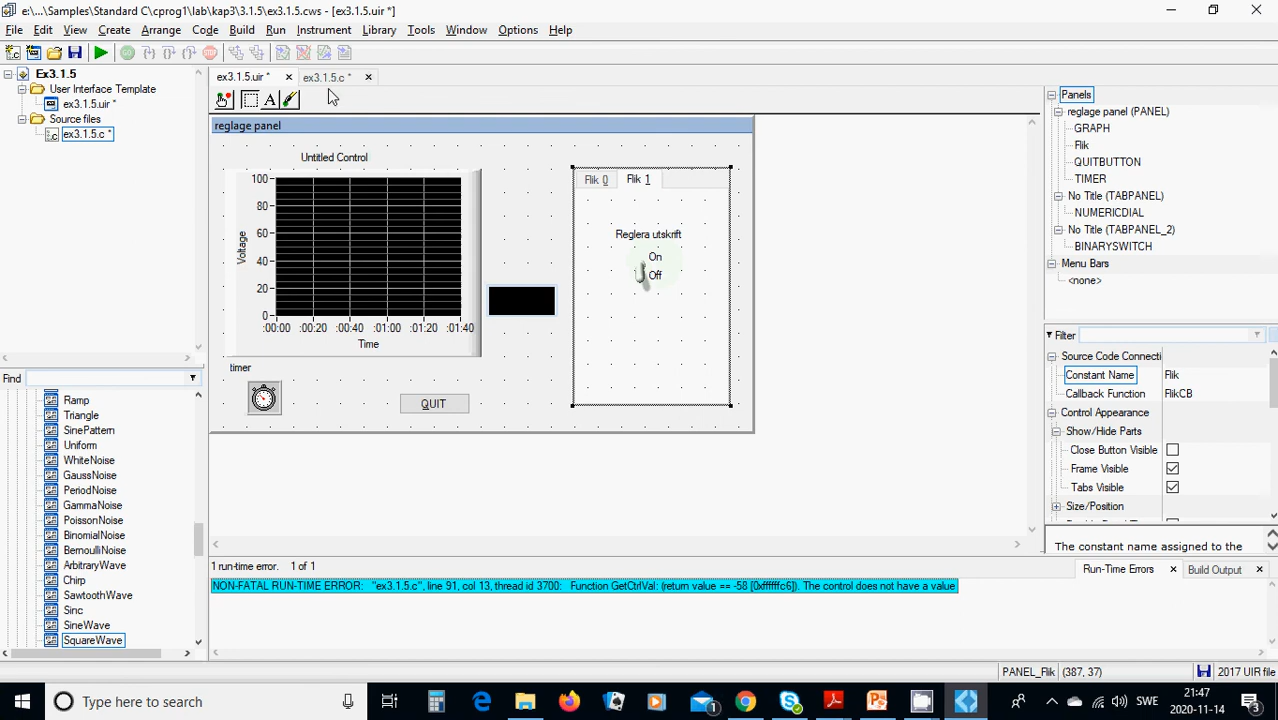 e:\...\Samples\Standard C\cprog1\lab\kap3\3.1.5\ex3.1.5.cws - [ex3.1.5.uir *]
File Edit View Create Arrange Code Build Run Instrument Library Tools Window Options Help
Ex3.1.5
User Interface Template
ex3.1.5.uir *
Source files
ex3.1.5.c *
ex3.1.5.uir * ex3.1.5.c *
reglage panel
Untitled Control
100
80
60
40
20
0
Voltage
:00:00 :00:20 :00:40 :01:00 :01:20 :01:40
Time
timer
QUIT
Flik 0 Flik 1
Reglera utskrift
On
Off
Panels
reglage panel (PANEL)
GRAPH
Flik
QUITBUTTON
TIMER
No Title (TABPANEL)
NUMERICDIAL
No Title (TABPANEL_2)
BINARYSWITCH
Menu Bars
<none>
Filter
Source Code Connecti
Constant Name Flik
Callback Function FlikCB
Control Appearance
Show/Hide Parts
Close Button Visible
Frame Visible
Tabs Visible
Size/Position
The constant name assigned to the
Find
Ramp
Triangle
SinePattern
Uniform
WhiteNoise
GaussNoise
PeriodNoise
GammaNoise
PoissonNoise
BinomialNoise
BernoulliNoise
ArbitraryWave
Chirp
SawtoothWave
Sinc
SineWave
SquareWave
1 run-time error. 1 of 1
Run-Time Errors Build Output
NON-FATAL RUN-TIME ERROR: "ex3.1.5.c", line 91, col 13, thread id 3700: Function GetCtrlVal: (return value == -58 [0xffffffc6]). The control does not have a value
PANEL_Flik (387, 37) 2017 UIR file
Type here to search
1
SWE
21:47
2020-11-14
3